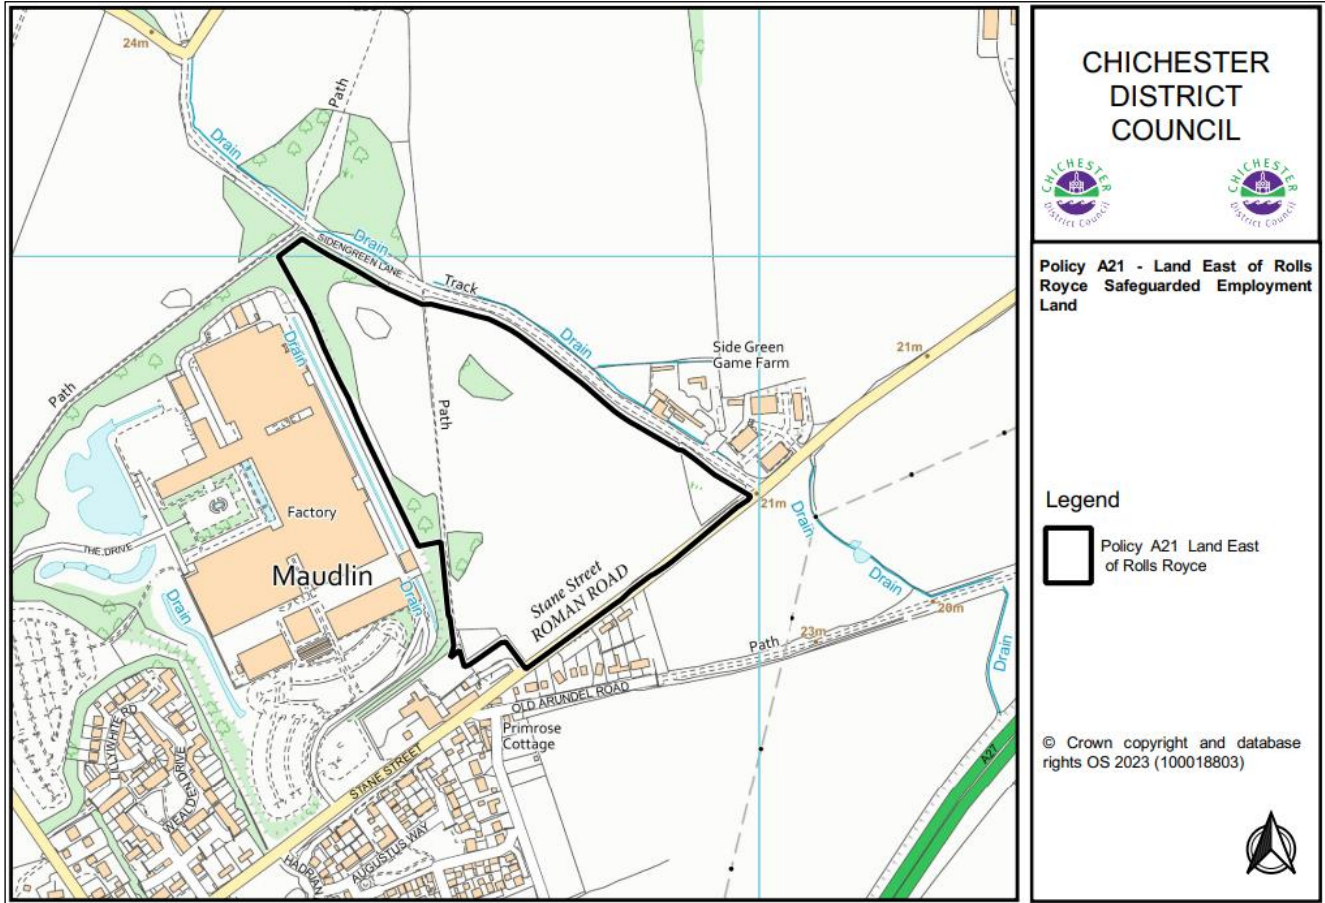 24m
Path
Drain
Drain
SIDENGREEN LANE
Track
Drain
Side Green
Game Farm
21m
Path
Drain
Path
21m
Drain
Factory
THE DRIVE
Maudlin
Stane Street
ROMAN ROAD
Drain
Drain
Drain
20m
23m
Path
Drain
OLD ARUNDEL ROAD
Primrose
Cottage
LILLYWHITE RD
WEALDEN DRIVE
STANE STREET
A27
AUGUSTUS WAY
HADRIAN
CHICHESTER
DISTRICT
COUNCIL
CHICHESTER
District Council
CHICHESTER
District Council
Policy A21 - Land East of Rolls
Royce Safeguarded Employment
Land
Legend
Policy A21 Land East
of Rolls Royce
© Crown copyright and database
rights OS 2023 (100018803)